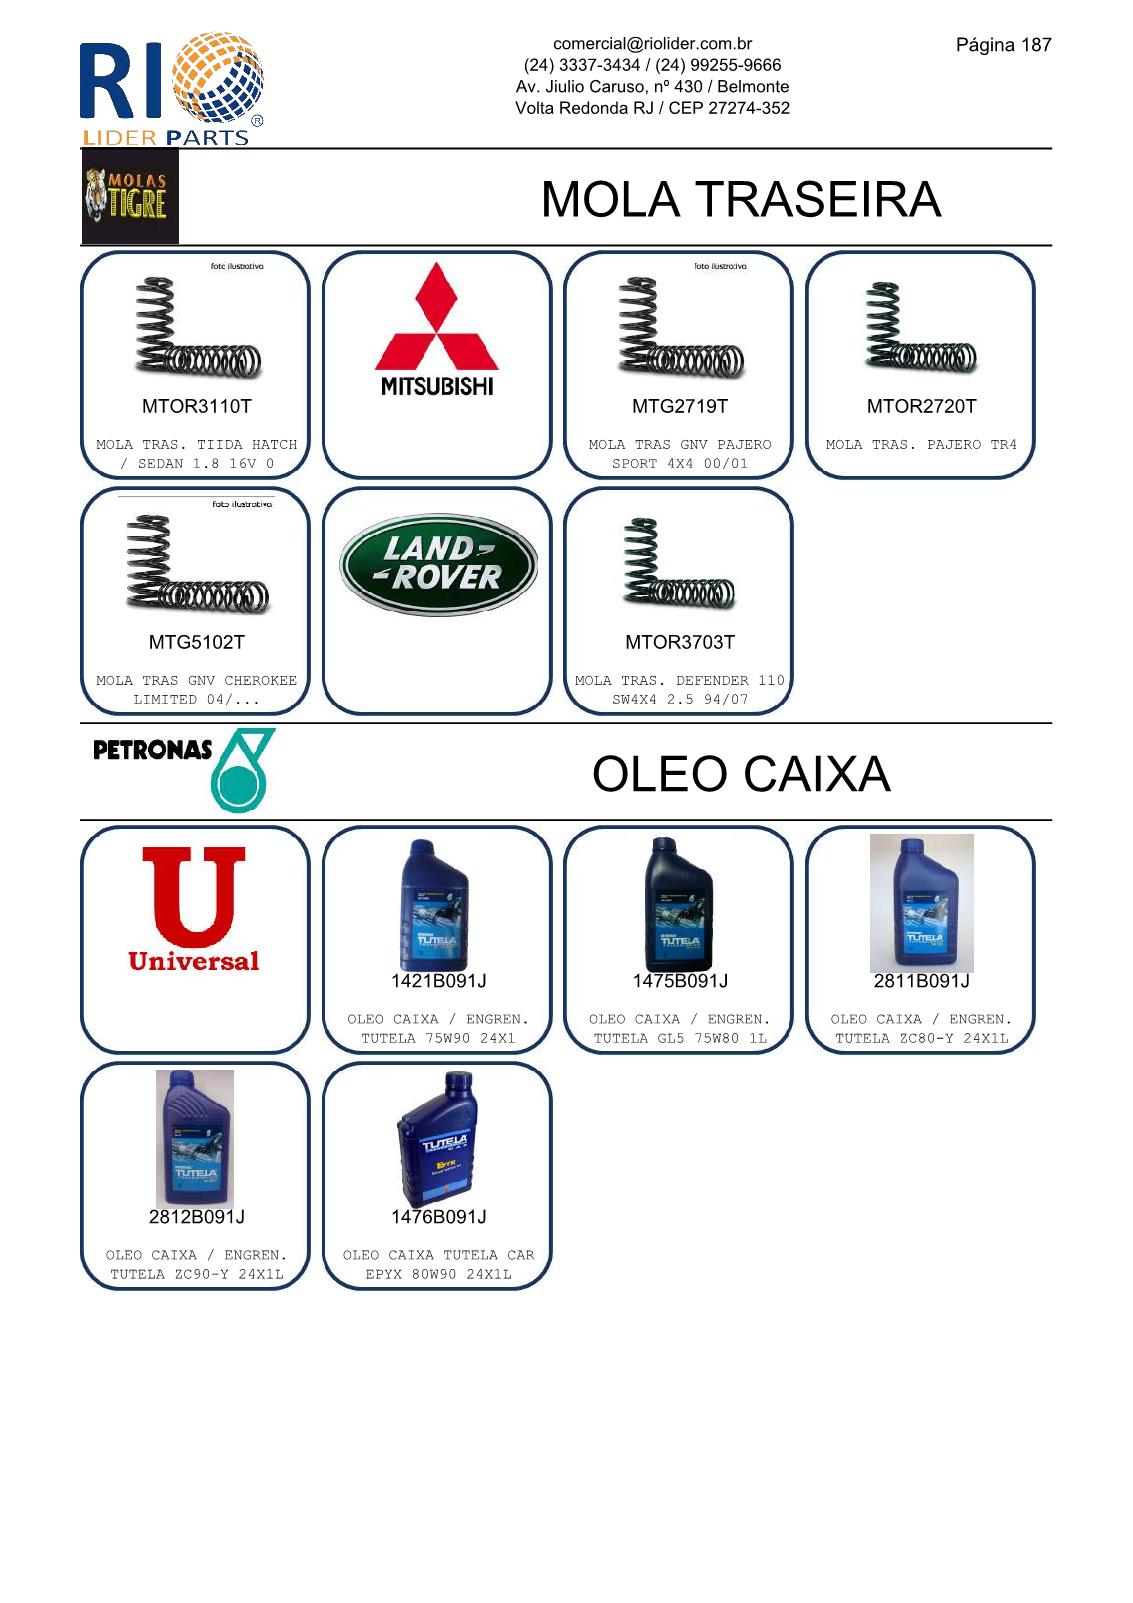 RIO
LIDER PARTS
®
comercial@riolider.com.br
(24) 3337-3434 / (24) 99255-9666
Av. Jiulio Caruso, nº 430 / Belmonte
Volta Redonda RJ / CEP 27274-352
Página 187
MOLAS
TIGRE
MOLA TRASEIRA
foto ilustrativa
MTOR3110T
MOLA TRAS. TIIDA HATCH
/ SEDAN 1.8 16V 0
MITSUBISHI
foto ilustrativa
MTG2719T
MOLA TRAS GNV PAJERO
SPORT 4X4 00/01
MTOR2720T
MOLA TRAS. PAJERO TR4
foto ilustrativa
MTG5102T
MOLA TRAS GNV CHEROKEE
LIMITED 04/...
LAND-
-ROVER
MTOR3703T
MOLA TRAS. DEFENDER 110
SW4X4 2.5 94/07
PETRONAS
OLEO CAIXA
U
Universal
TUTELA
1421B091J
OLEO CAIXA / ENGREN.
TUTELA 75W90 24X1
TUTELA
1475B091J
OLEO CAIXA / ENGREN.
TUTELA GL5 75W80 1L
TUTELA
2811B091J
OLEO CAIXA / ENGREN.
TUTELA ZC80-Y 24X1L
TUTELA
2812B091J
OLEO CAIXA / ENGREN.
TUTELA ZC90-Y 24X1L
TUTELA
CAR
EPYX
1476B091J
OLEO CAIXA TUTELA CAR
EPYX 80W90 24X1L